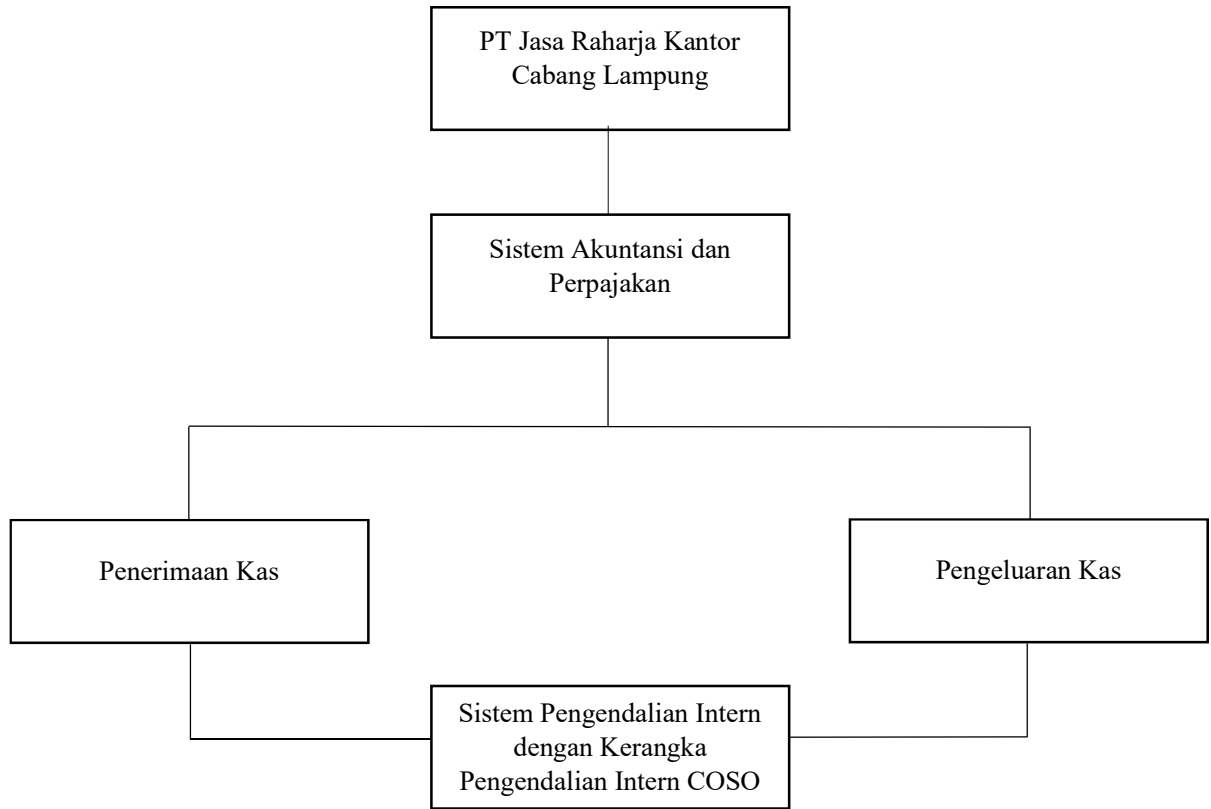 PT Jasa Raharja Kantor
Cabang Lampung
Sistem Akuntansi dan
Perpajakan
Penerimaan Kas
Pengeluaran Kas
Sistem Pengendalian Intern
dengan Kerangka
Pengendalian Intern COSO